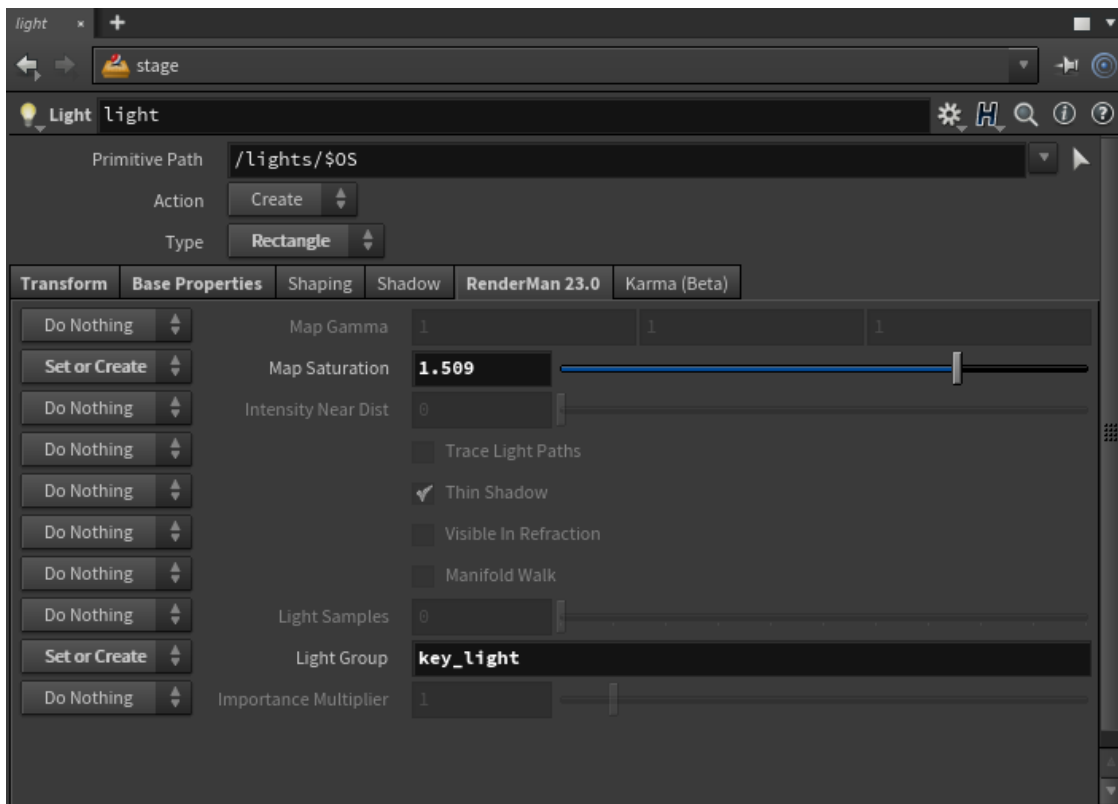 light × +
stage
Light light
Primitive Path /lights/$OS
Action Create
Type Rectangle
Transform Base Properties Shaping Shadow RenderMan 23.0 Karma (Beta)
Do Nothing Map Gamma 1 1 1
Set or Create Map Saturation 1.509
Do Nothing Intensity Near Dist 0
Do Nothing Trace Light Paths
Do Nothing Thin Shadow
Do Nothing Visible In Refraction
Do Nothing Manifold Walk
Do Nothing Light Samples 0
Set or Create Light Group key_light
Do Nothing Importance Multiplier 1